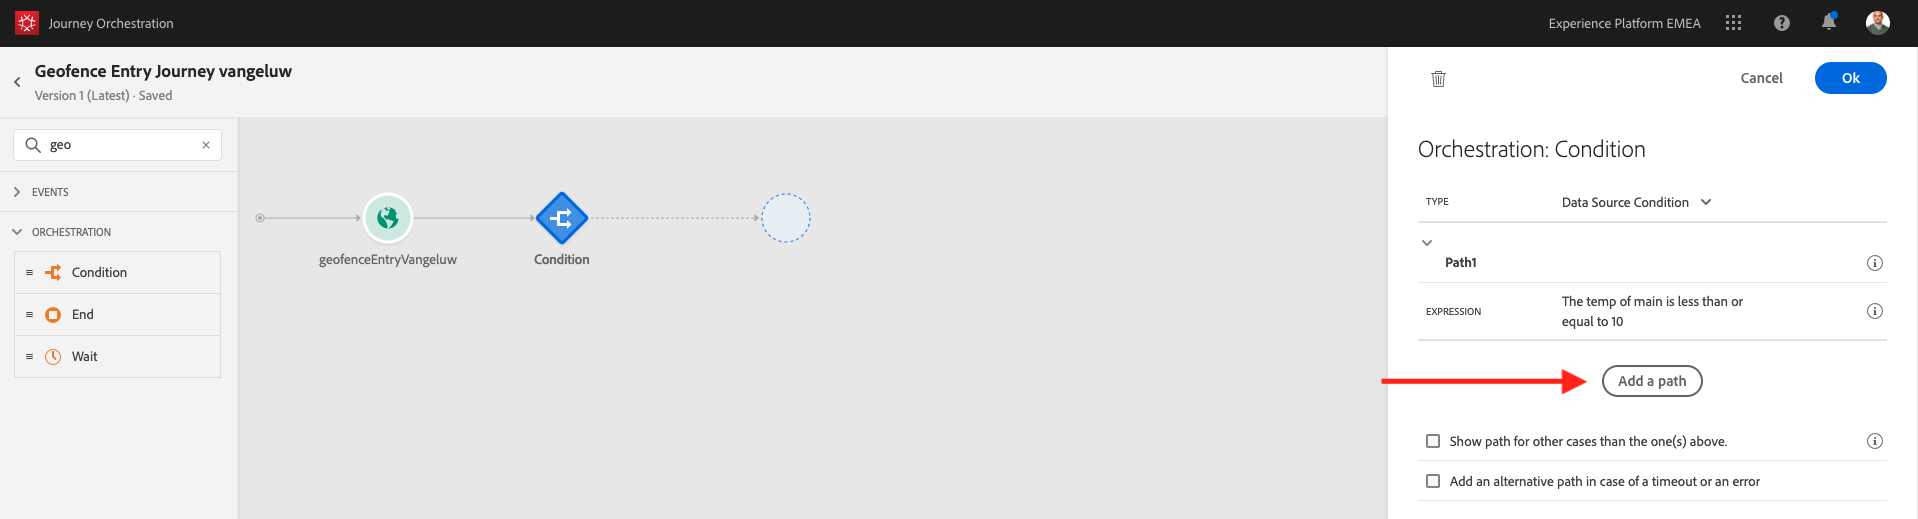 Journey Orchestration
Experience Platform EMEA
Geofence Entry Journey vangeluw
Version 1 (Latest) · Saved
Cancel
Ok
geo
EVENTS
ORCHESTRATION
Condition
End
Wait
geofenceEntryVangeluw
Condition
Orchestration: Condition
TYPE
Data Source Condition
Path1
EXPRESSION
The temp of main is less than or
equal to 10
Add a path
Show path for other cases than the one(s) above.
Add an alternative path in case of a timeout or an error